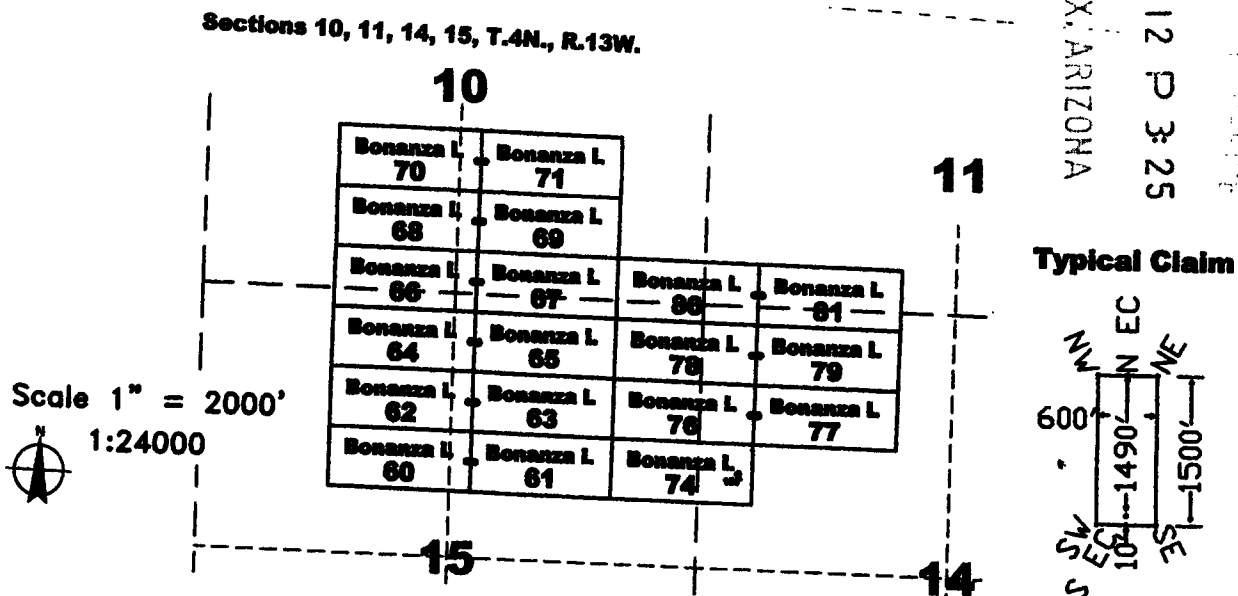 Sections 10, 11, 14, 15, T.4N., R.13W.
10
11
Bonanza I.
70
Bonanza I.
71
Bonanza I.
68
Bonanza I.
69
Bonanza I.
66
Bonanza I.
67
Bonanza I.
80
Bonanza I.
81
Bonanza I.
64
Bonanza I.
65
Bonanza I.
78
Bonanza I.
79
Bonanza I.
62
Bonanza I.
63
Bonanza I.
76
Bonanza I.
77
Bonanza I.
60
Bonanza I.
61
Bonanza I.
74
15
14
Scale 1" = 2000'
1:24000
N
X. ARIZONA
12 P 3:25
Typical Claim
N EC
NW
NE
600'
1490'
1500'
10'
SW
SE
S EC